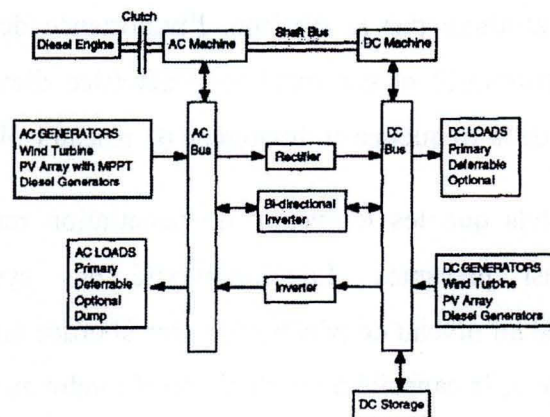 Clutch
Diesel Engine
AC Machine
Shaft Bus
DC Machine
AC GENERATORS
Wind Turbine
PV Array with MPPT
Diesel Generators
AC
Bus
Rectifier
DC
Bus
DC LOADS
Primary
Deferrable
Optional
Bi-directional
Inverter
AC LOADS
Primary
Deferrable
Optional
Dump
Inverter
DC GENERATORS
Wind Turbine
PV Array
Diesel Generators
DC Storage